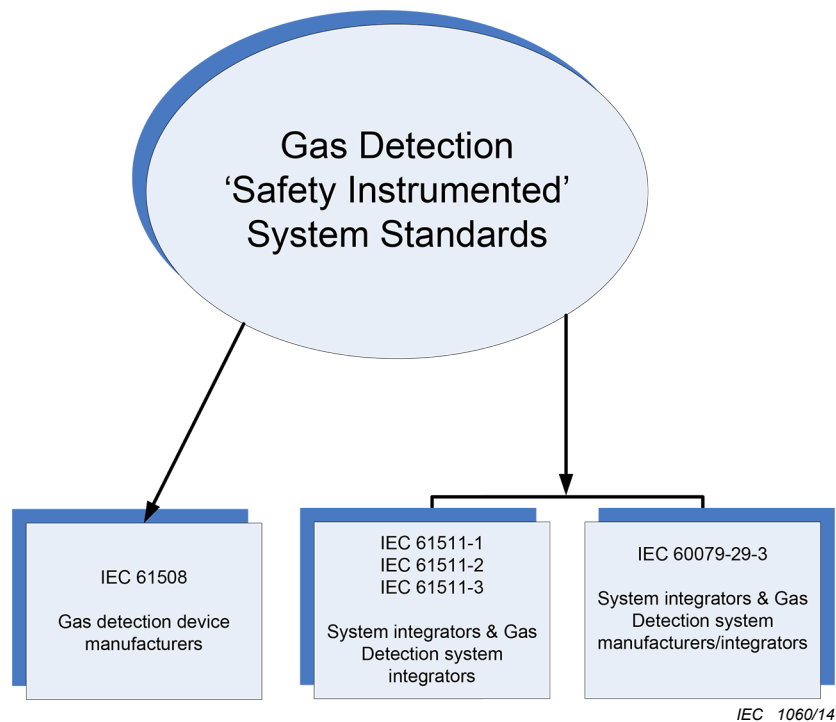 Gas Detection
‘Safety Instrumented’
System Standards
IEC 61508
Gas detection device
manufacturers
IEC 61511-1
IEC 61511-2
IEC 61511-3
System integrators & Gas
Detection system
integrators
IEC 60079-29-3
System integrators & Gas
Detection system
manufacturers/integrators
IEC 1060/14